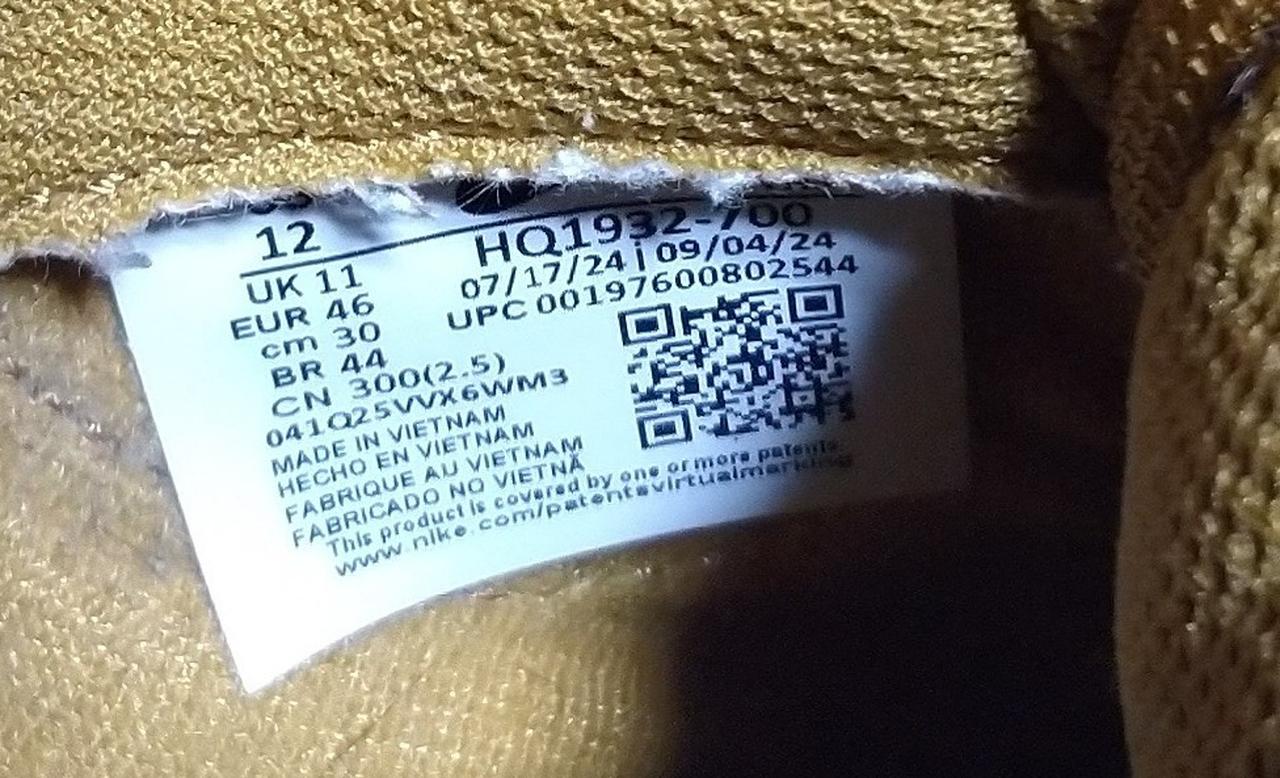 12
HQ1932-700
UK 11
07/17/24 | 09/04/24
EUR 46
UPC 00197600802544
cm 30
BR 44
CN 300(2.5)
041Q25VVX6WM3
MADE IN VIETNAM
HECHO EN VIETNAM
FABRIQUE AU VIETNAM
FABRICADO NO VIETNÃ
This product is covered by one or more patents.
www.nike.com/patentsvirtualmarking